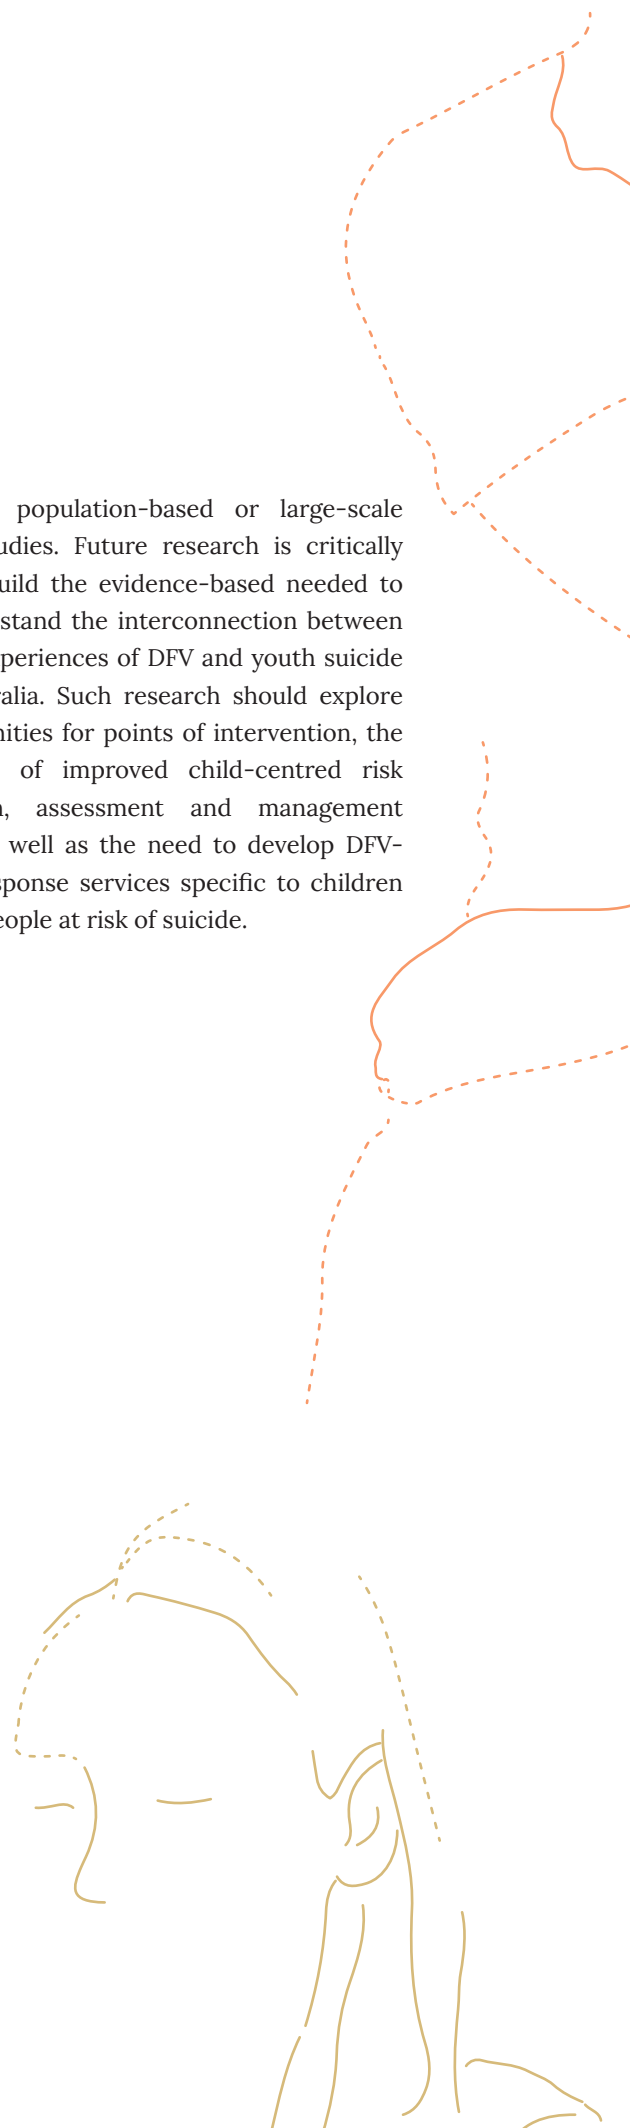 population-based or large-scale
udies. Future research is critically
uild the evidence-based needed to
stand the interconnection between
periences of DFV and youth suicide
alia. Such research should explore
nities for points of intervention, the
of improved child-centred risk
, assessment and management
well as the need to develop DFV-
sponse services specific to children
eople at risk of suicide.